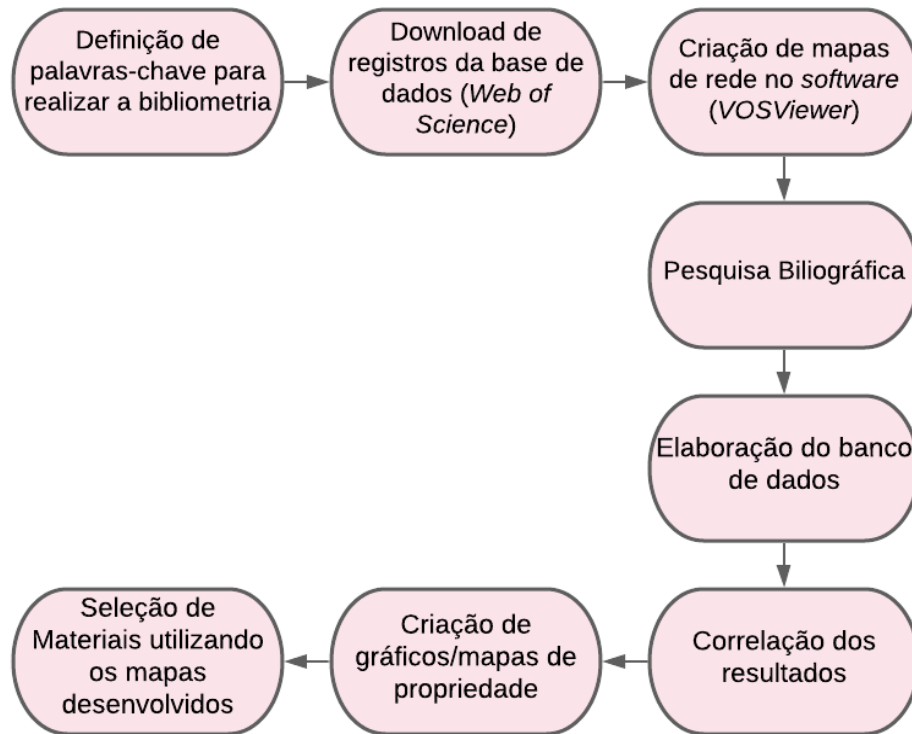 Definição de
palavras-chave para
realizar a bibliometria
Download de
registros da base de
dados (Web of
Science)
Criação de mapas
de rede no software
(VOSViewer)
Pesquisa Biliográfica
Elaboração do banco
de dados
Correlação dos
resultados
Criação de
gráficos/mapas de
propriedade
Seleção de
Materiais utilizando
os mapas
desenvolvidos